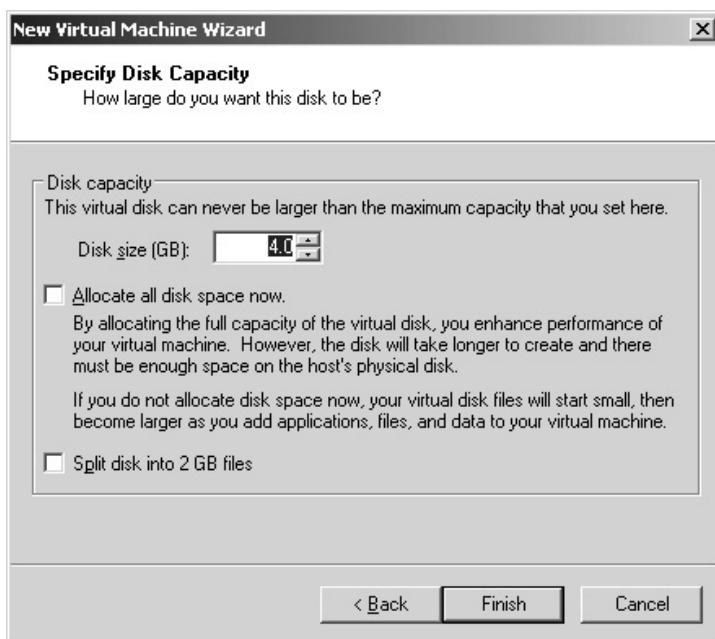 New Virtual Machine Wizard
Specify Disk Capacity
How large do you want this disk to be?
Disk capacity
This virtual disk can never be larger than the maximum capacity that you set here.
Disk size (GB): 4.0
Allocate all disk space now.
By allocating the full capacity of the virtual disk, you enhance performance of
your virtual machine. However, the disk will take longer to create and there
must be enough space on the host's physical disk.
If you do not allocate disk space now, your virtual disk files will start small, then
become larger as you add applications, files, and data to your virtual machine.
Split disk into 2 GB files
< Back Finish Cancel